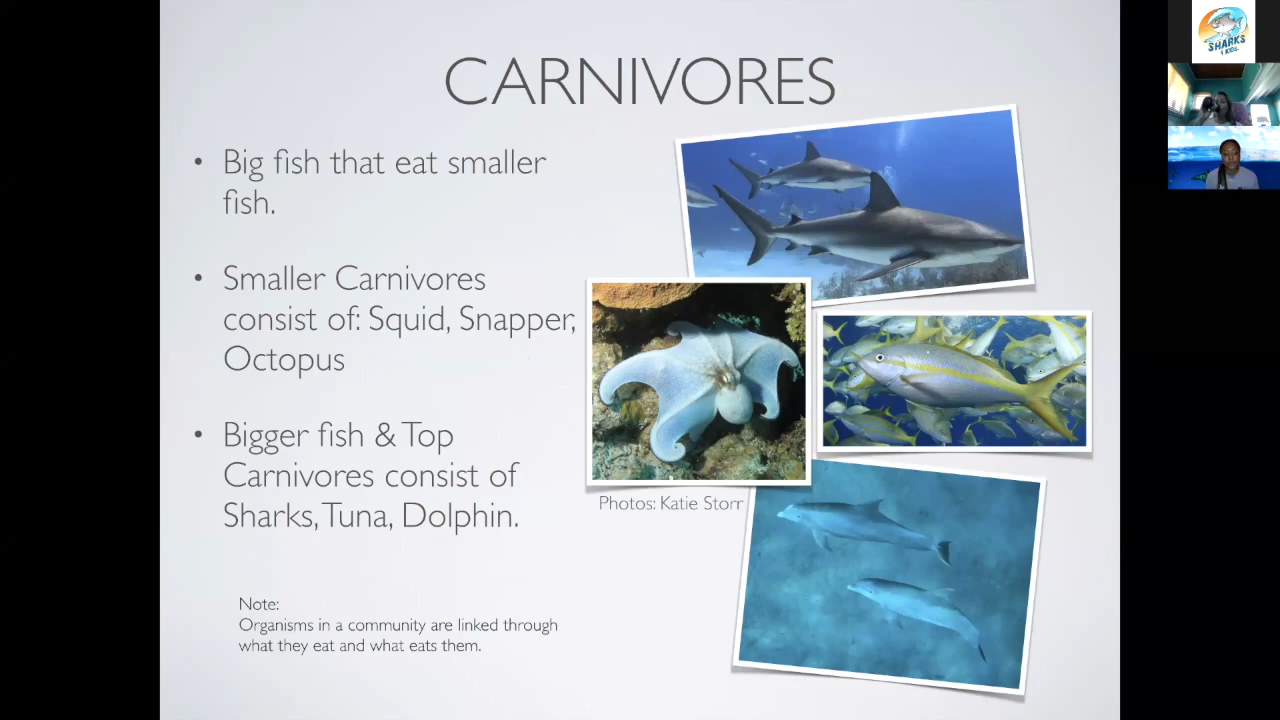 CARNIVORES
• Big fish that eat smaller
fish.
• Smaller Carnivores
consist of: Squid, Snapper,
Octopus
• Bigger fish & Top
Carnivores consist of
Sharks, Tuna, Dolphin.
Photos: Katie Storr
Note:
Organisms in a community are linked through
what they eat and what eats them.
SHARKS
4 KIDS